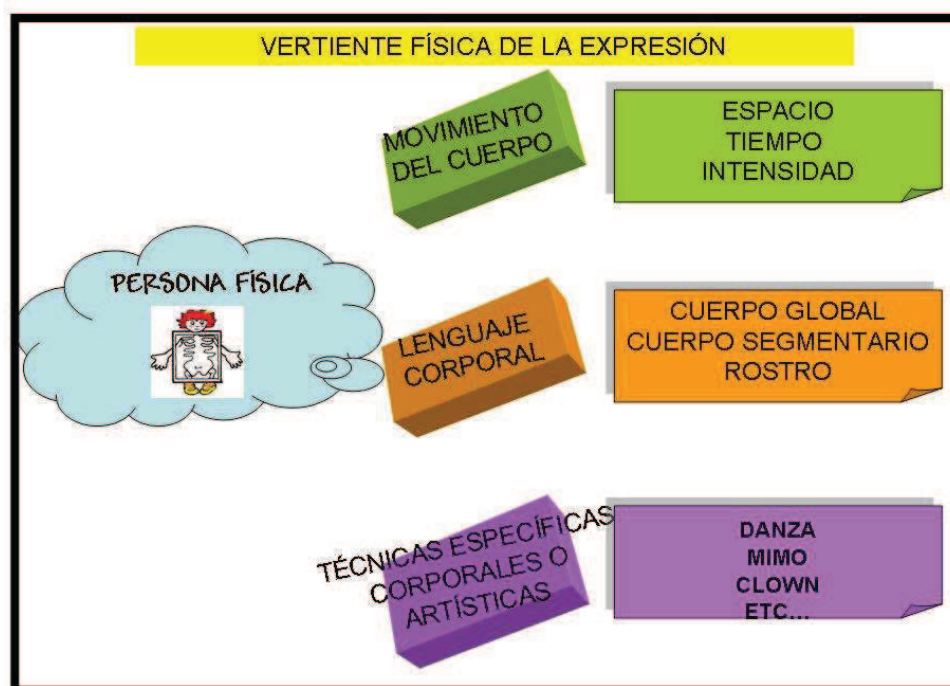 VERTIENTE FÍSICA DE LA EXPRESIÓN
PERSONA FÍSICA
MOVIMIENTO
DEL CUERPO
ESPACIO
TIEMPO
INTENSIDAD
LENGUAJE
CORPORAL
CUERPO GLOBAL
CUERPO SEGMENTARIO
ROSTRO
TÉCNICAS ESPECÍFICAS
CORPORALES O
ARTÍSTICAS
DANZA
MIMO
CLOWN
ETC...